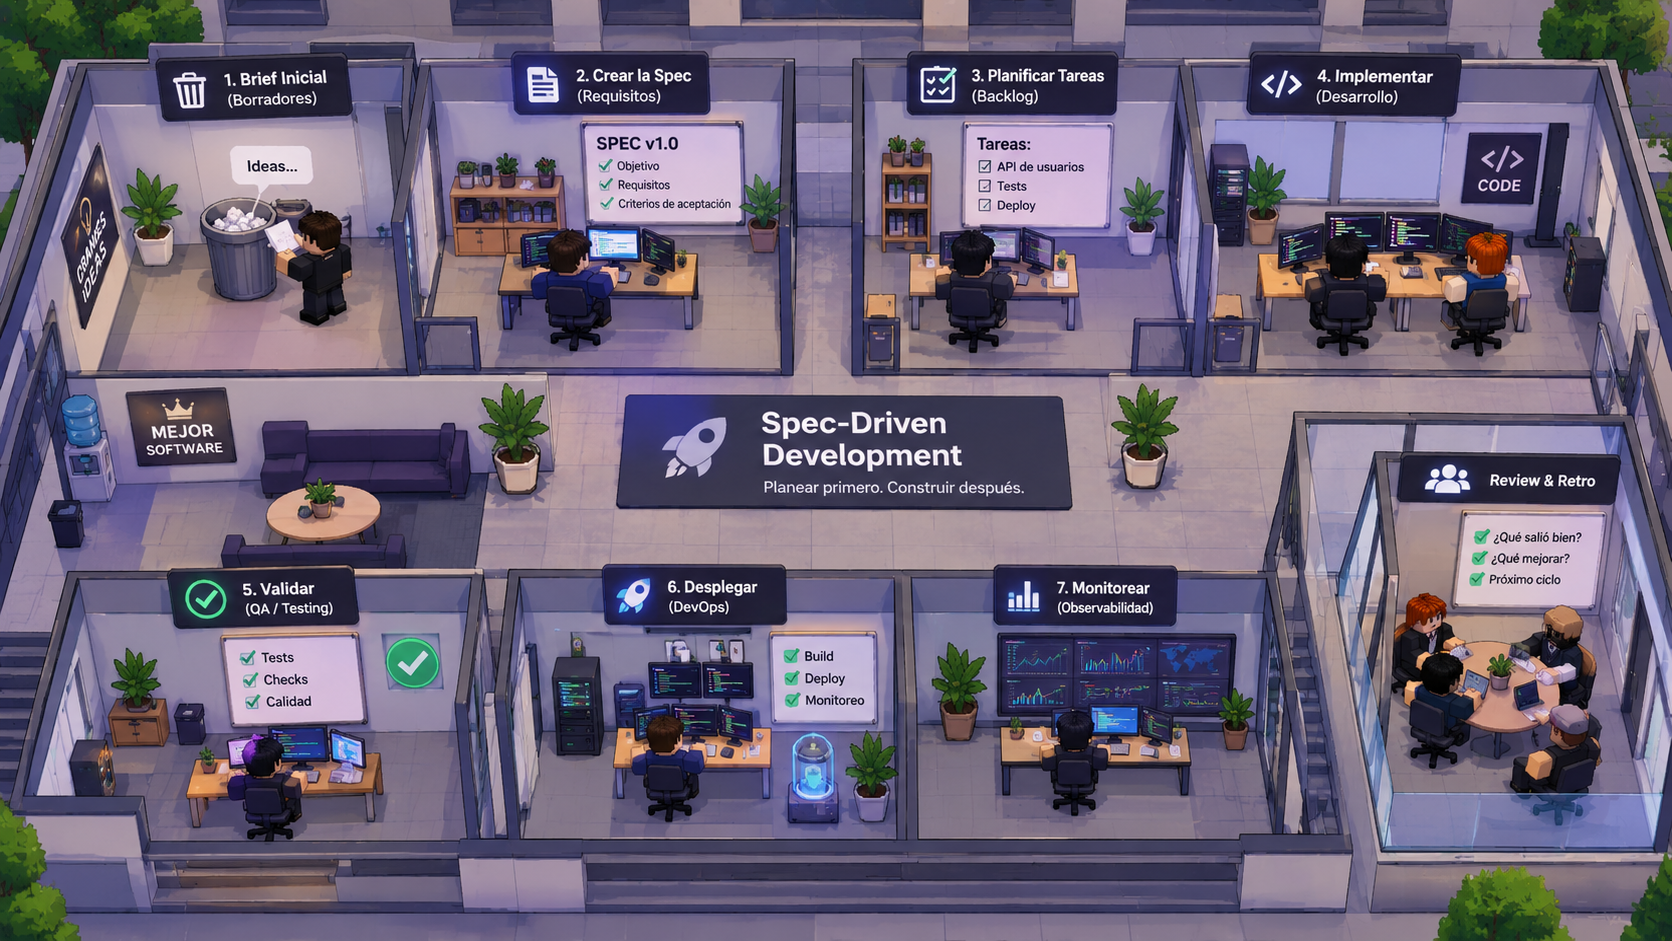 1. Brief Inicial
(Borradores)
2. Crear la Spec
(Requisitos)
3. Planificar Tareas
(Backlog)
4. Implementar
(Desarrollo)
Ideas...
GRANDES
IDEAS
SPEC v1.0
Objetivo
Requisitos
Criterios de aceptación
Tareas:
API de usuarios
Tests
Deploy
</>
CODE
MEJOR
SOFTWARE
Spec-Driven
Development
Planear primero. Construir después.
Review & Retro
¿Qué salió bien?
¿Qué mejorar?
Próximo ciclo
5. Validar
(QA / Testing)
Tests
Checks
Calidad
6. Desplegar
(DevOps)
Build
Deploy
Monitoreo
7. Monitorear
(Observabilidad)